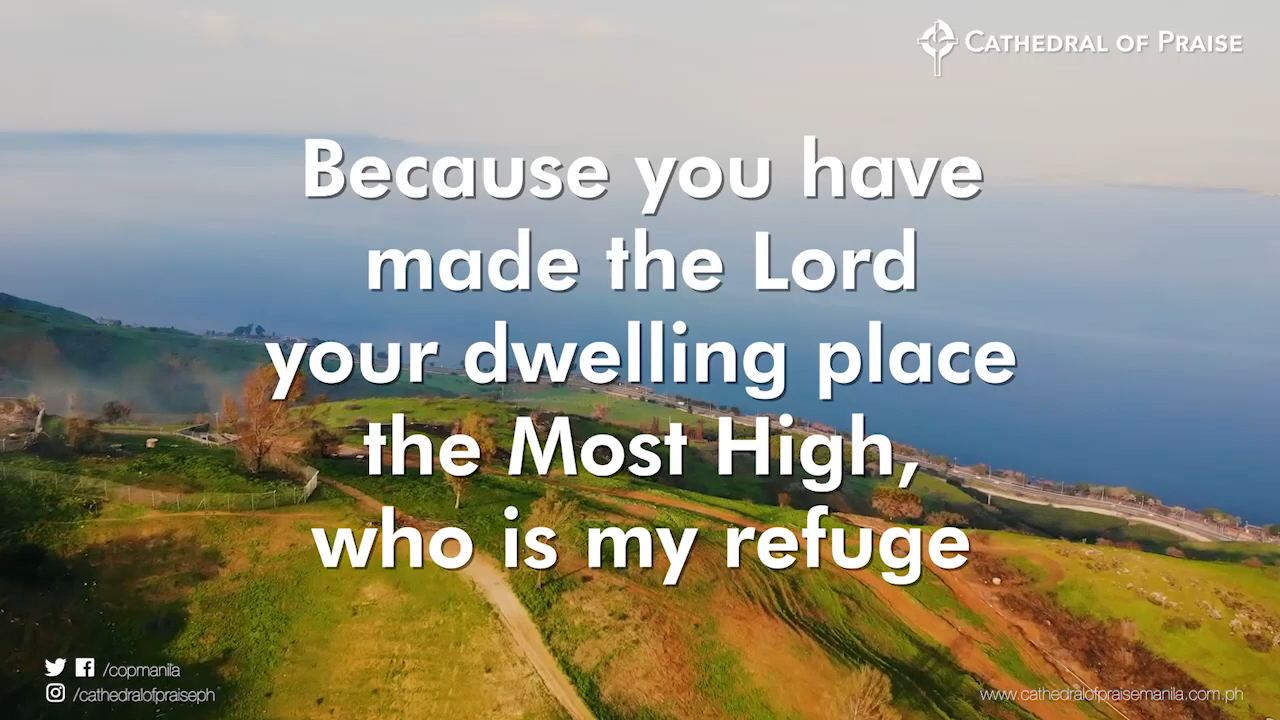 CATHEDRAL OF PRAISE
Because you have
made the Lord
your dwelling place
the Most High,
who is my refuge
/copmanila
/cathedralofpraiseph
www.cathedralofpraisemanila.com.ph